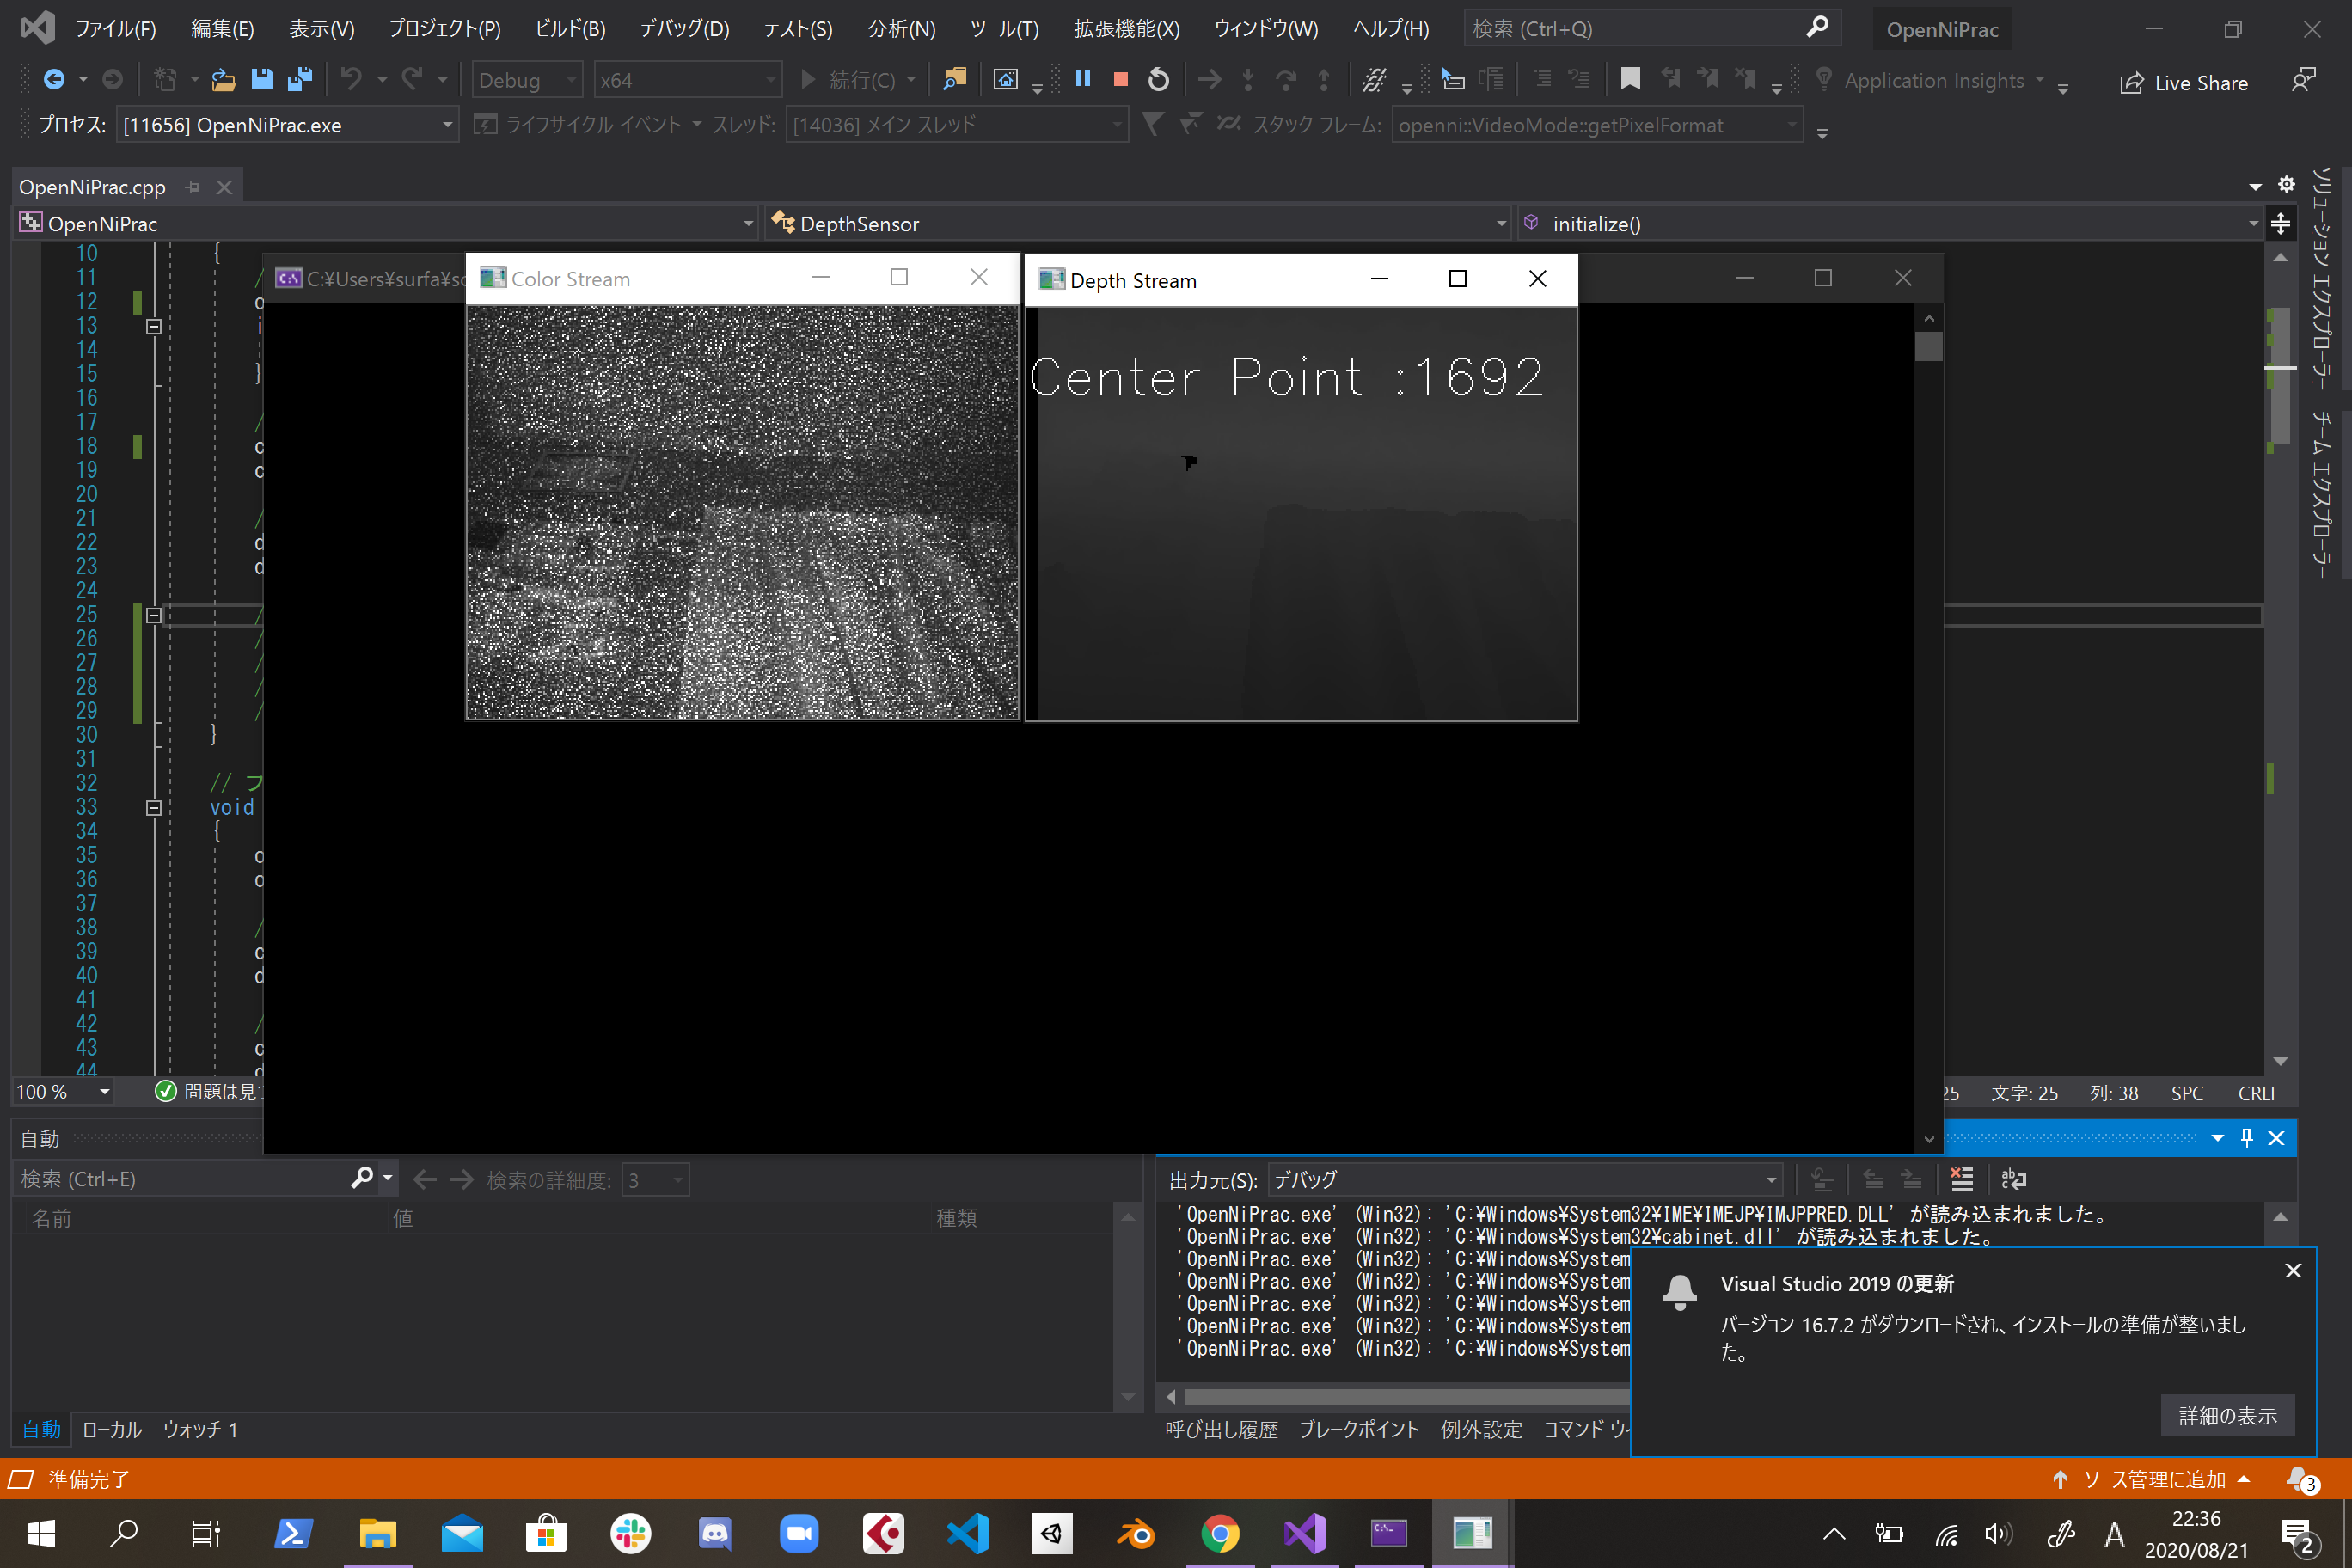 ファイル(F) 編集(E) 表示(V) プロジェクト(P) ビルド(B) デバッグ(D) テスト(S) 分析(N) ツール(T) 拡張機能(X) ウィンドウ(W) ヘルプ(H) 検索 (Ctrl+Q) OpenNiPrac
Debug x64 続行(C) Application Insights Live Share
プロセス: [11656] OpenNiPrac.exe ライフサイクル イベント スレッド: [14036] メイン スレッド スタック フレーム: openni::VideoMode::getPixelFormat
OpenNiPrac.cpp
OpenNiPrac DepthSensor initialize()
ソリューション エクスプローラー
チーム エクスプローラー
C:¥Users¥surfa¥so
Color Stream
Depth Stream
Center Point :1692
10 {
11 /
12 c
13 i
14
15 }
16
17 /
18 c
19 c
20
21 /
22 d
23 d
24
25 /
26 /
27 /
28 /
29 /
30 }
31
32 // フ
33 void
34 {
35 o
36 o
37
38 /
39 c
40 d
41
42 /
43 c
44 d
100 % 問題は見つ 25 文字: 25 列: 38 SPC CRLF
自動
検索 (Ctrl+E) 検索の詳細度: 3
名前 値 種類
自動 ローカル ウォッチ 1
出力元(S): デバッグ
'OpenNiPrac.exe' (Win32): 'C:¥Windows¥System32¥IME¥IMEJP¥IMJPPRED.DLL' が読み込まれました。
'OpenNiPrac.exe' (Win32): 'C:¥Windows¥System32¥cabinet.dll' が読み込まれました。
'OpenNiPrac.exe' (Win32): 'C:¥Windows¥System
'OpenNiPrac.exe' (Win32): 'C:¥Windows¥System
'OpenNiPrac.exe' (Win32): 'C:¥Windows¥System
'OpenNiPrac.exe' (Win32): 'C:¥Windows¥System
'OpenNiPrac.exe' (Win32): 'C:¥Windows¥System
呼び出し履歴 ブレークポイント 例外設定 コマンド ウィ
Visual Studio 2019 の更新
バージョン 16.7.2 がダウンロードされ、インストールの準備が整いまし
た。
詳細の表示
準備完了 ソース管理に追加 3
A 22:36
2020/08/21 2